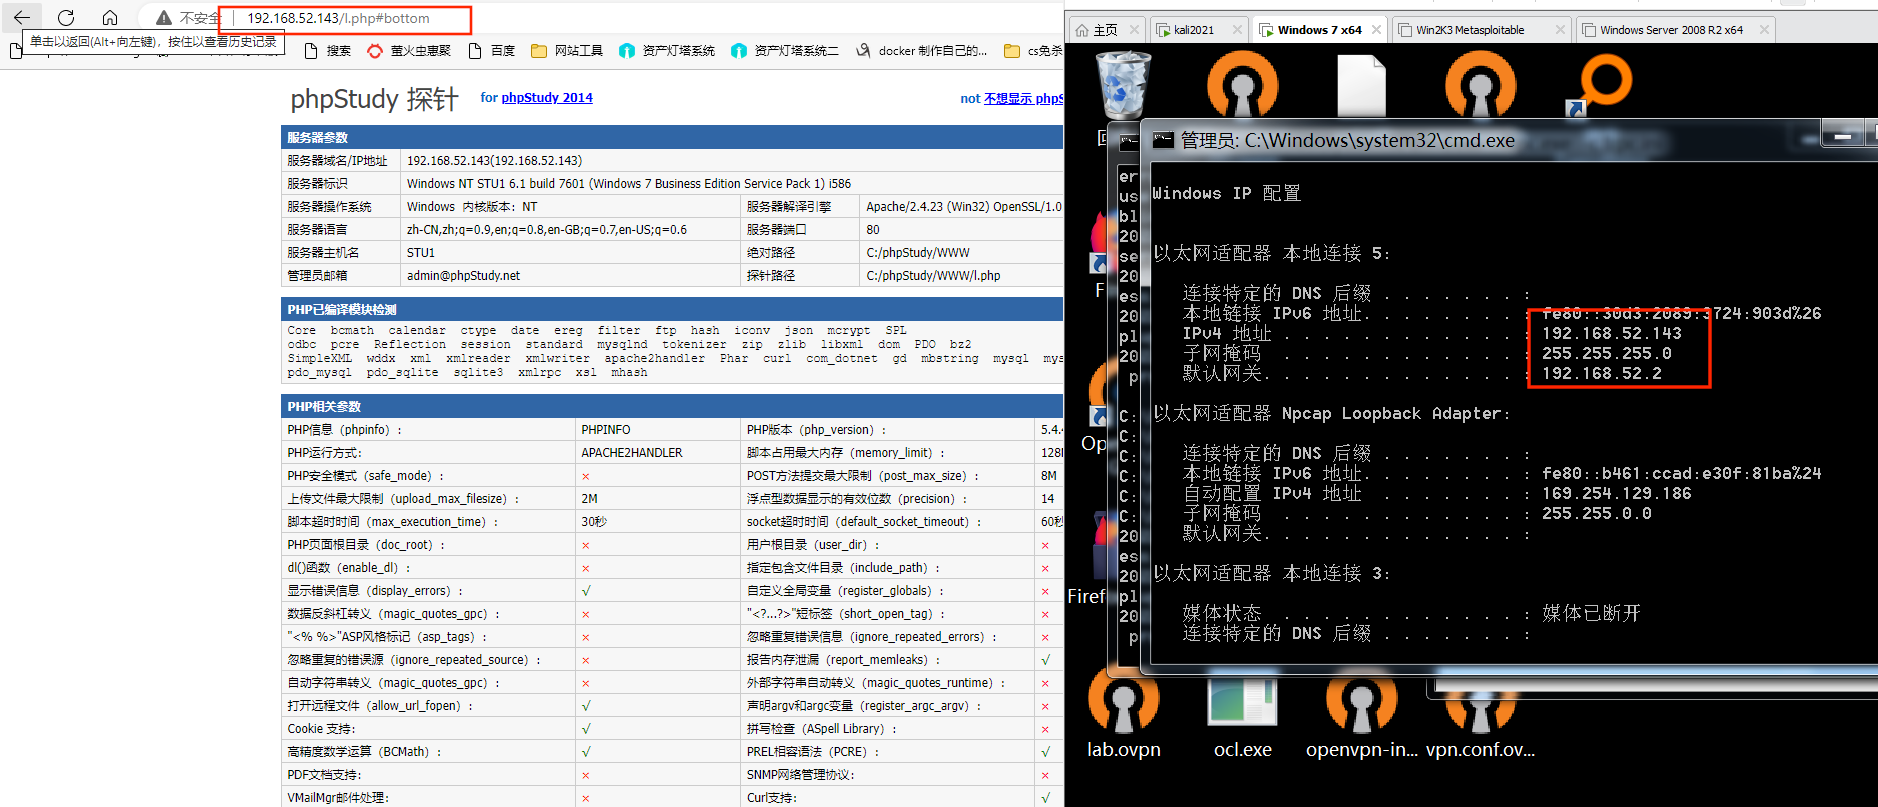 不安全 192.168.52.143/l.php#bottom
单击以返回(Alt+向左键)，按住以查看历史记录
搜索 萤火虫惠聚 百度 网站工具 资产灯塔系统 资产灯塔系统二 docker 制作自己的... cs免杀
phpStudy 探针 for phpStudy 2014 not 不想显示 phpS
服务器参数
服务器域名/IP地址 192.168.52.143(192.168.52.143)
服务器标识 Windows NT STU1 6.1 build 7601 (Windows 7 Business Edition Service Pack 1) i586
服务器操作系统 Windows 内核版本：NT 服务器解译引擎 Apache/2.4.23 (Win32) OpenSSL/1.0
服务器语言 zh-CN,zh;q=0.9,en;q=0.8,en-GB;q=0.7,en-US;q=0.6 服务器端口 80
服务器主机名 STU1 绝对路径 C:/phpStudy/WWW
管理员邮箱 admin@phpStudy.net 探针路径 C:/phpStudy/WWW/l.php
PHP已编译模块检测
Core bcmath calendar ctype date ereg filter ftp hash iconv json mcrypt SPL
odbc pcre Reflection session standard mysqlnd tokenizer zip zlib libxml dom PDO bz2
SimpleXML wddx xml xmlreader xmlwriter apache2handler Phar curl com_dotnet gd mbstring mysql mys
pdo_mysql pdo_sqlite sqlite3 xmlrpc xsl mhash
PHP相关参数
PHP信息（phpinfo）： PHPINFO PHP版本（php_version）： 5.4.4
PHP运行方式： APACHE2HANDLER 脚本占用最大内存（memory_limit）： 128M
PHP安全模式（safe_mode）： × POST方法提交最大限制（post_max_size）： 8M
上传文件最大限制（upload_max_filesize）： 2M 浮点型数据显示的有效位数（precision）： 14
脚本超时时间（max_execution_time）： 30秒 socket超时时间（default_socket_timeout）： 60秒
PHP页面根目录（doc_root）： × 用户根目录（user_dir）： ×
dl()函数（enable_dl）： × 指定包含文件目录（include_path）： ×
显示错误信息（display_errors）： √ 自定义全局变量（register_globals）： ×
数据反斜杠转义（magic_quotes_gpc）： × "<?...?>"短标签（short_open_tag）： ×
"<% %>"ASP风格标记（asp_tags）： × 忽略重复错误信息（ignore_repeated_errors）： ×
忽略重复的错误源（ignore_repeated_source）： × 报告内存泄漏（report_memleaks）： √
自动字符串转义（magic_quotes_gpc）： × 外部字符串自动转义（magic_quotes_runtime）： ×
打开远程文件（allow_url_fopen）： √ 声明argv和argc变量（register_argc_argv）： ×
Cookie 支持： √ 拼写检查（ASpell Library）： ×
高精度数学运算（BCMath）： √ PREL相容语法（PCRE）： √
PDF文档支持： × SNMP网络管理协议： ×
VMailMgr邮件处理： × Curl支持： √
主页 kali2021 Windows 7 x64 Win2K3 Metasploitable Windows Server 2008 R2 x64
管理员: C:\Windows\system32\cmd.exe
Windows IP 配置
以太网适配器 本地连接 5:
连接特定的 DNS 后缀 . . . . . . . :
本地链接 IPv6 地址. . . . . . . . : fe80::30d3:2089:3724:903d%26
IPv4 地址 . . . . . . . . . . . . : 192.168.52.143
子网掩码 . . . . . . . . . . . . : 255.255.255.0
默认网关. . . . . . . . . . . . . : 192.168.52.2
以太网适配器 Npcap Loopback Adapter:
连接特定的 DNS 后缀 . . . . . . . :
本地链接 IPv6 地址. . . . . . . . : fe80::b461:ccad:e30f:81ba%24
自动配置 IPv4 地址 . . . . . . . : 169.254.129.186
子网掩码 . . . . . . . . . . . . : 255.255.0.0
默认网关. . . . . . . . . . . . . :
以太网适配器 本地连接 3:
媒体状态 . . . . . . . . . . . . : 媒体已断开
连接特定的 DNS 后缀 . . . . . . . :
Firef
lab.ovpn ocl.exe openvpn-in... vpn.conf.ov...